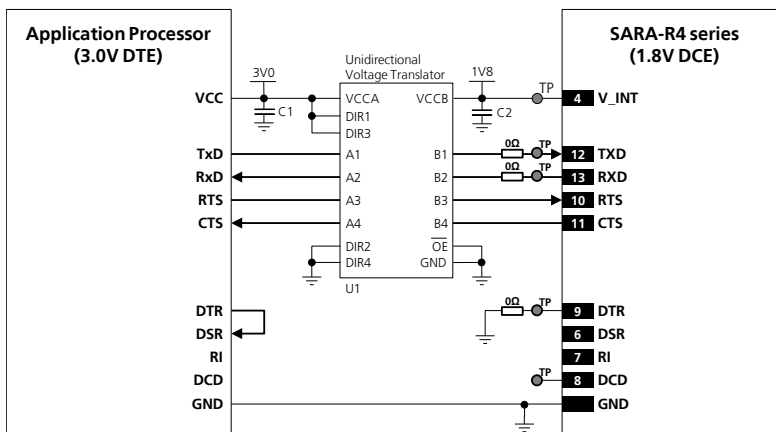 Application Processor
(3.0V DTE)
SARA-R4 series
(1.8V DCE)
Unidirectional
Voltage Translator
3V0
1V8
TP
VCC
VCCA
VCCB
4
V_INT
C1
DIR1
C2
DIR3
0Ω
TP
TxD
A1
B1
12
TXD
0Ω
TP
RxD
A2
B2
13
RXD
RTS
A3
B3
10
RTS
CTS
A4
B4
11
CTS
DIR2
OE
DIR4
GND
U1
0Ω
TP
DTR
9
DTR
DSR
6
DSR
RI
7
RI
TP
DCD
8
DCD
GND
GND